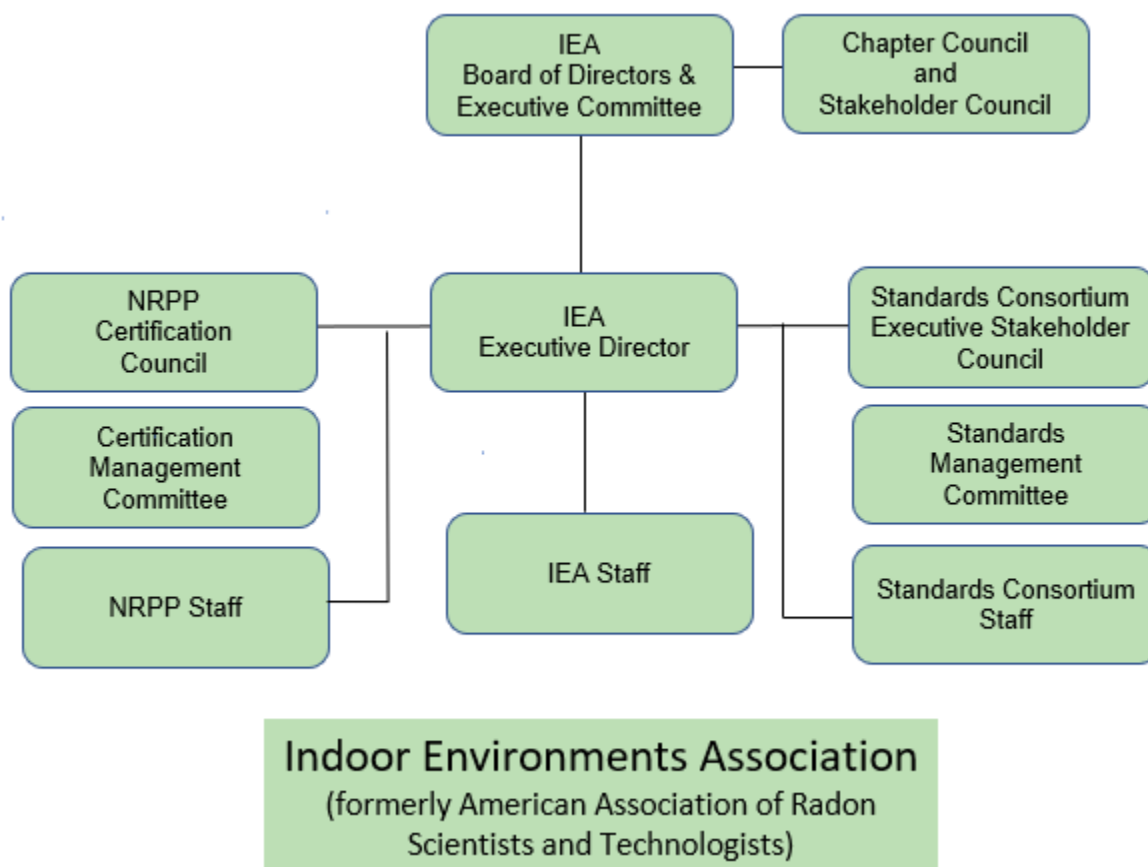 IEA
Board of Directors &
Executive Committee
Chapter Council
and
Stakeholder Council
NRPP
Certification
Council
IEA
Executive Director
Standards Consortium
Executive Stakeholder
Council
Certification
Management
Committee
Standards
Management
Committee
NRPP Staff
IEA Staff
Standards Consortium
Staff
Indoor Environments Association
(formerly American Association of Radon
Scientists and Technologists)